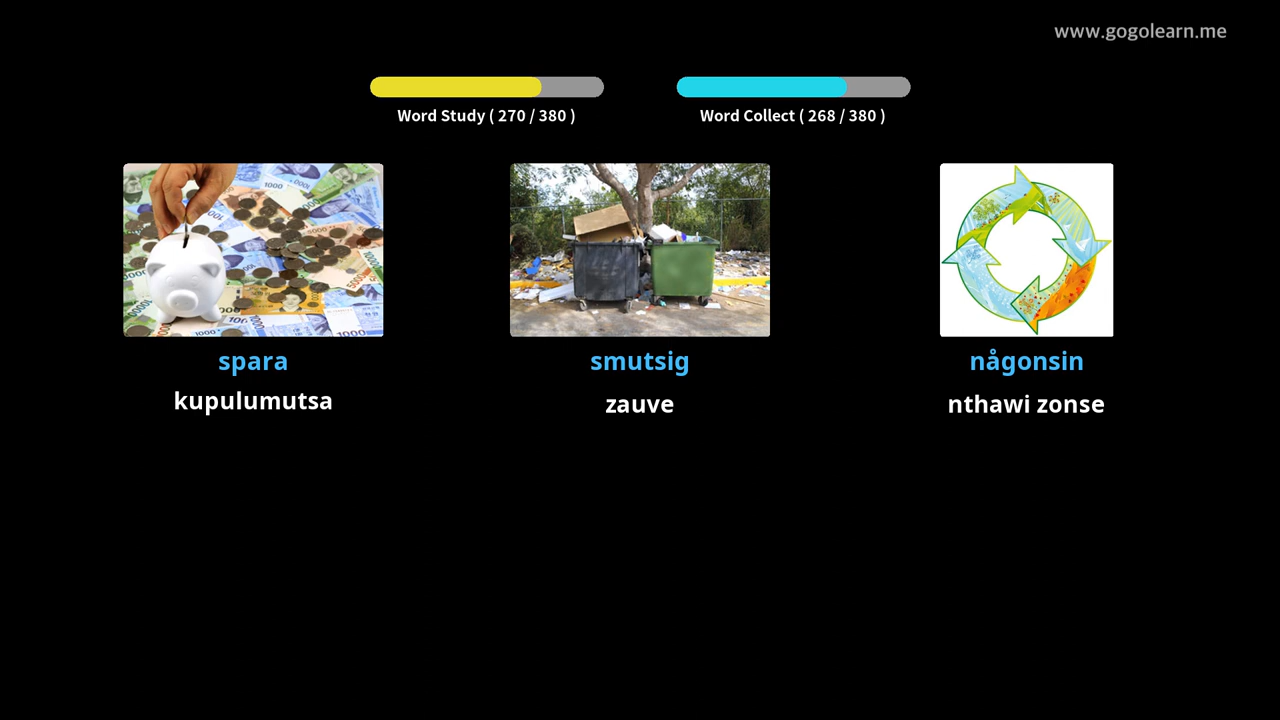 www.gogolearn.me
Word Study ( 270 / 380 )
Word Collect ( 268 / 380 )
spara
smutsig
någonsin
kupulumutsa
zauve
nthawi zonse